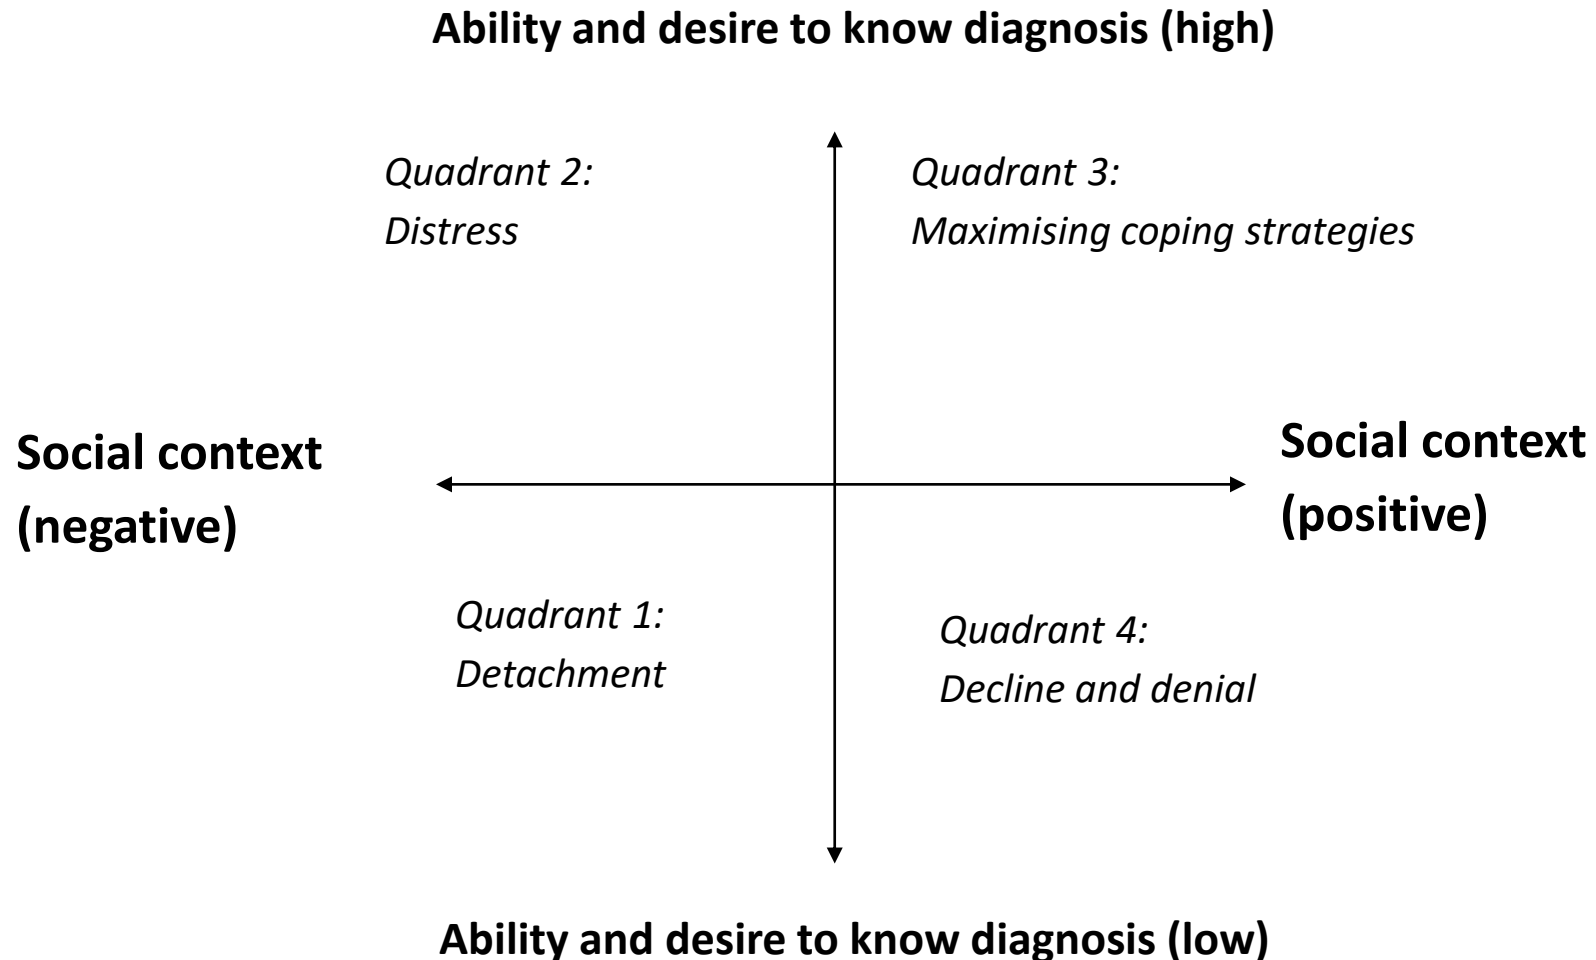 Ability and desire to know diagnosis (high)
Quadrant 2:
Distress
Quadrant 3:
Maximising coping strategies
Social context
(negative)
Social context
(positive)
Quadrant 1:
Detachment
Quadrant 4:
Decline and denial
Ability and desire to know diagnosis (low)